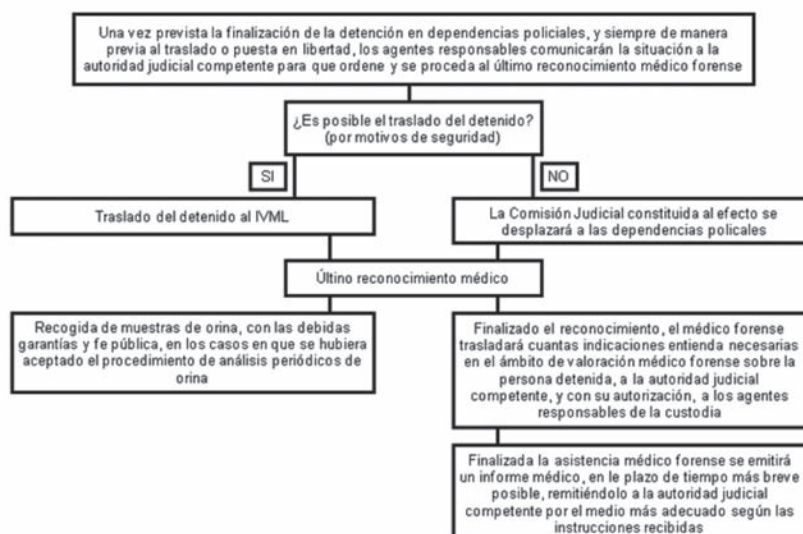 Una vez prevista la finalización de la detención en dependencias policiales, y siempre de manera
previa al traslado o puesta en libertad, los agentes responsables comunicarán la situación a la
autoridad judicial competente para que ordene y se proceda al último reconocimiento médico forense
¿Es posible el traslado del detenido?
(por motivos de seguridad)
SI
NO
Traslado del detenido al IVML
La Comisión Judicial constituida al efecto se
desplazará a las dependencias policales
Últino reconocimiento médico
Recogida de muestras de orina, con las debidas
garantías y fe pública, en los casos en que se hubiera
aceptado el procedimiento de análisis periódicos de
orina
Finalizado el reconocimiento, el médico forense
trasladará cuantas indicaciones entienda necesarias
en el ámbito de valoración médico forense sobre la
persona detenida, a la autoridad judicial
competente, y con su autorización, a los agentes
responsables de la custodia
Finalizada la asistencia médico forense se emitirá
un informe médico, en le plazo de tiempo más breve
posible, remitiéndolo a la autoridad judicial
competente por el medio más adecuado según las
instrucciones recibidas